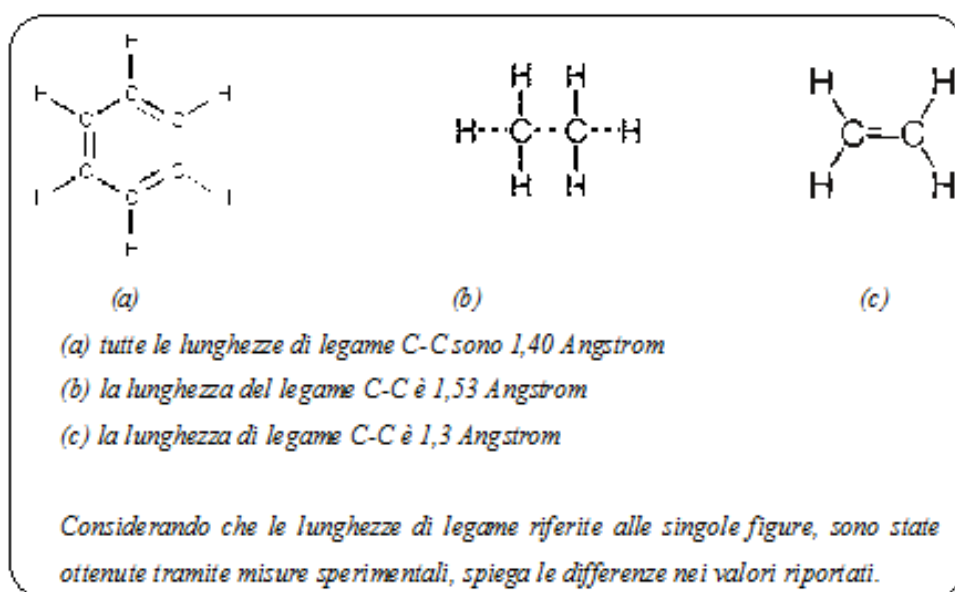 H
H H
C
C C
C C
C
H H
H
H H
H C C H
H H
H H
C=C
H H
(a) (b) (c)
(a) tutte le lunghezze di legame C-C sono 1,40 Angstrom
(b) la lunghezza del legame C-C è 1,53 Angstrom
(c) la lunghezza di legame C-C è 1,3 Angstrom
Considerando che le lunghezze di legame riferite alle singole figure, sono state
ottenute tramite misure sperimentali, spiega le differenze nei valori riportati.